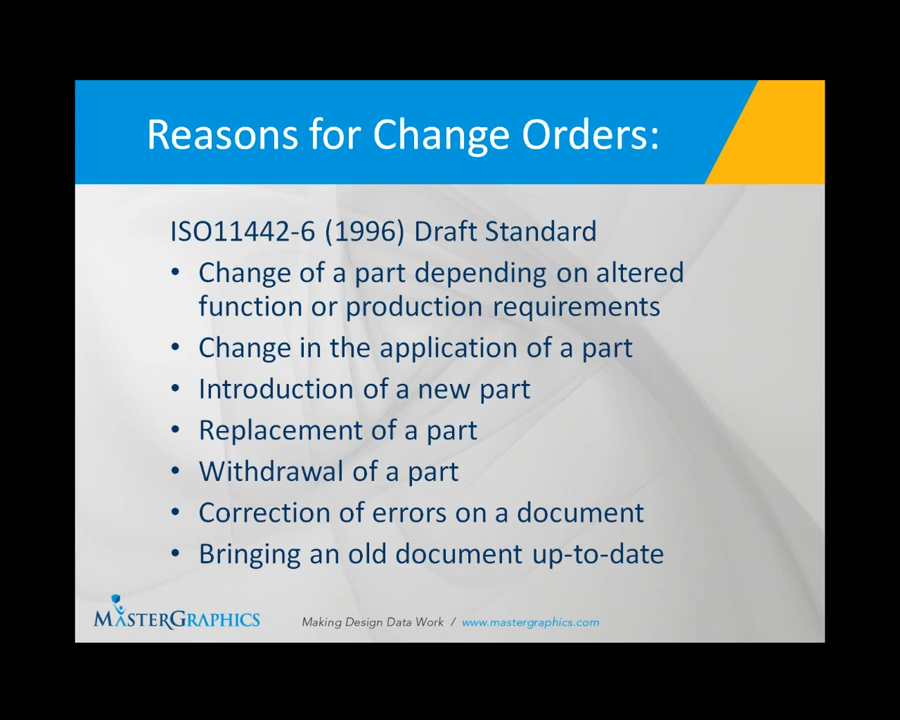 Reasons for Change Orders:
ISO11442-6 (1996) Draft Standard
• Change of a part depending on altered
function or production requirements
• Change in the application of a part
• Introduction of a new part
• Replacement of a part
• Withdrawal of a part
• Correction of errors on a document
• Bringing an old document up-to-date
MASTERGRAPHICS
Making Design Data Work / www.mastergraphics.com